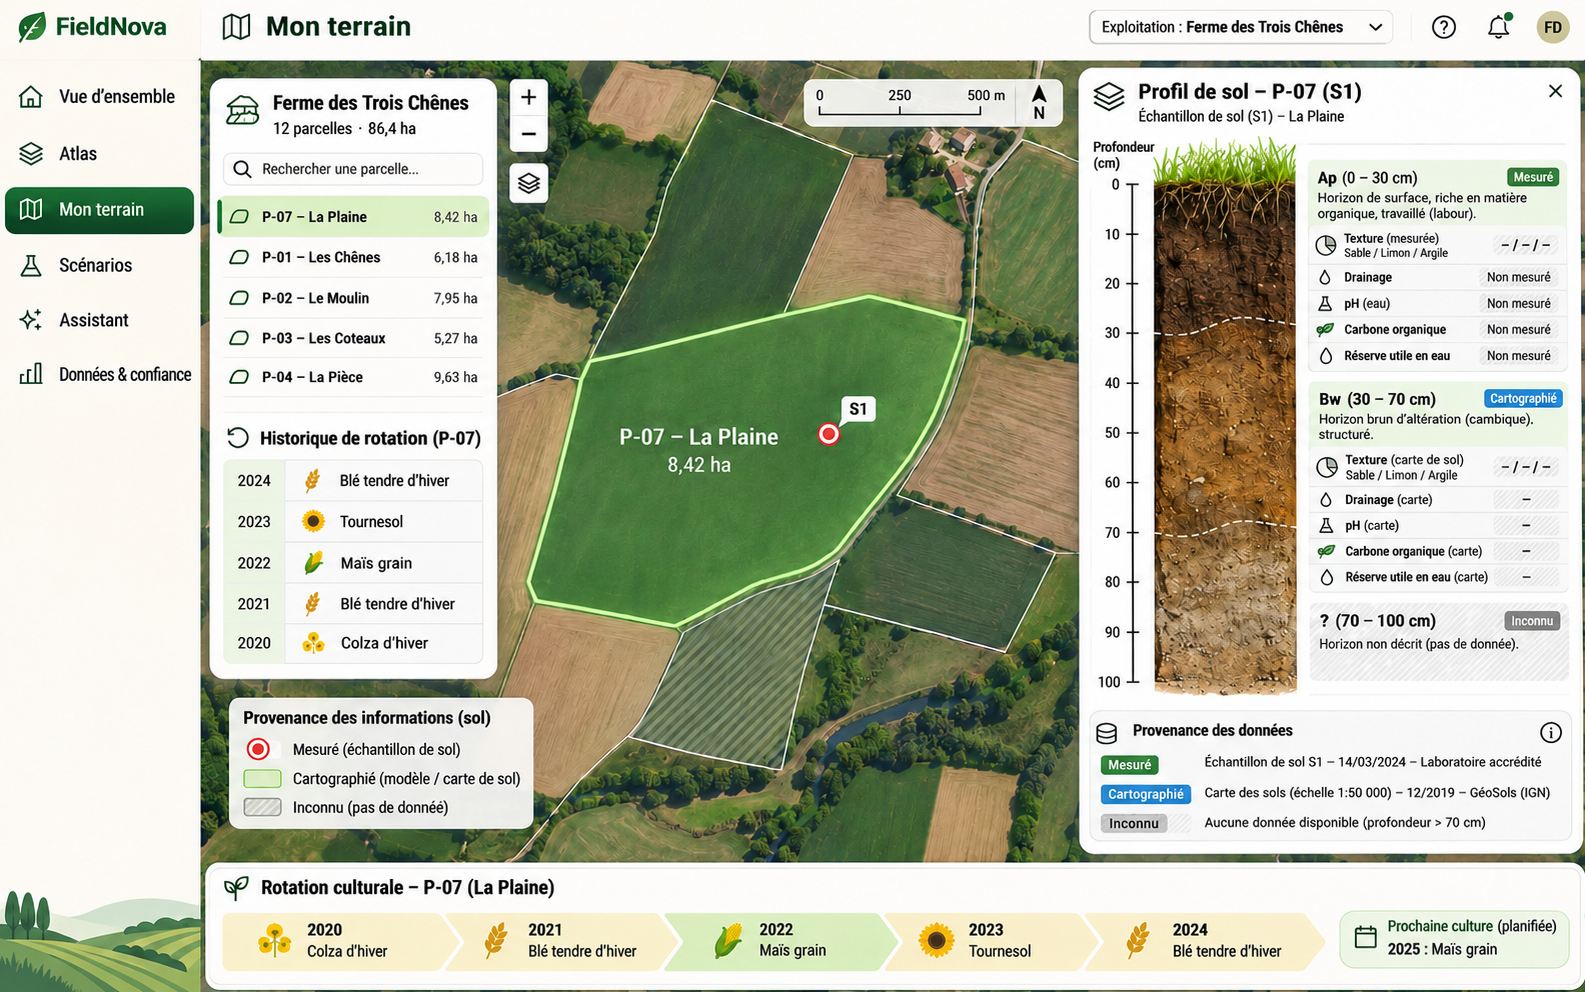 FieldNova
Vue d'ensemble
Atlas
Mon terrain
Scénarios
Assistant
Données & confiance
Mon terrain
Exploitation : Ferme des Trois Chênes
?
FD
Ferme des Trois Chênes
12 parcelles · 86,4 ha
Rechercher une parcelle...
P-07 – La Plaine 8,42 ha
P-01 – Les Chênes 6,18 ha
P-02 – Le Moulin 7,95 ha
P-03 – Les Coteaux 5,27 ha
P-04 – La Pièce 9,63 ha
Historique de rotation (P-07)
2024 Blé tendre d'hiver
2023 Tournesol
2022 Maïs grain
2021 Blé tendre d'hiver
2020 Colza d'hiver
+
−
0 250 500 m
N
S1
P-07 – La Plaine
8,42 ha
Provenance des informations (sol)
Mesuré (échantillon de sol)
Cartographié (modèle / carte de sol)
Inconnu (pas de donnéé)
Profil de sol – P-07 (S1)
Échantillon de sol (S1) – La Plaine
Profondeur
(cm)
0
10
20
30
40
50
60
70
80
90
100
Ap (0 – 30 cm) Mesuré
Horizon de surface, riche en matière
organique, travaillé (labour).
Texture (mesurée)
Sable / Limon / Argile – / – / –
Drainage Non mesuré
pH (eau) Non mesuré
Carbone organique Non mesuré
Réserve utile en eau Non mesuré
Bw (30 – 70 cm) Cartographié
Horizon brun d'altération (cambique).
structuré.
Texture (carte de sol)
Sable / Limon / Argile – / – / –
Drainage (carte) –
pH (carte) –
Carbone organique (carte) –
Réserve utile en eau (carte) –
? (70 – 100 cm) Inconnu
Horizon non décrit (pas de donnée).
Provenance des données
Mesuré Échantillon de sol S1 – 14/03/2024 – Laboratoire accrédité
Cartographié Carte des sols (échelle 1:50 000) – 12/2019 – GéoSols (IGN)
Inconnu Aucune donnée disponible (profondeur > 70 cm)
Rotation culturale – P-07 (La Plaine)
2020
Colza d'hiver
2021
Blé tendre d'hiver
2022
Maïs grain
2023
Tournesol
2024
Blé tendre d'hiver
Prochaine culture (planifiée)
2025 : Maïs grain